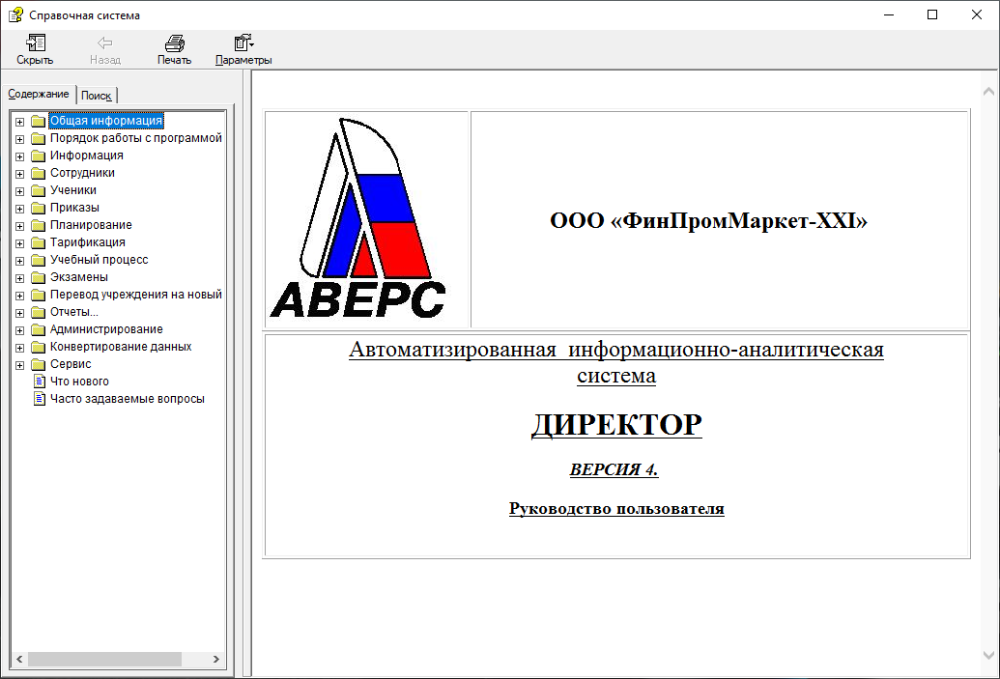 Справочная система
Скрыть
Назад
Печать
Параметры
Содержание
Поиск
Общая информация
Порядок работы с программой
Информация
Сотрудники
Ученики
Приказы
Планирование
Тарификация
Учебный процесс
Экзамены
Перевод учреждения на новый
Отчеты...
Администрирование
Конвертирование данных
Сервис
Что нового
Часто задаваемые вопросы
АВЕРС
ООО «ФинПромМаркет-XXI»
Автоматизированная информационно-аналитическая
система
ДИРЕКТОР
ВЕРСИЯ 4.
Руководство пользователя